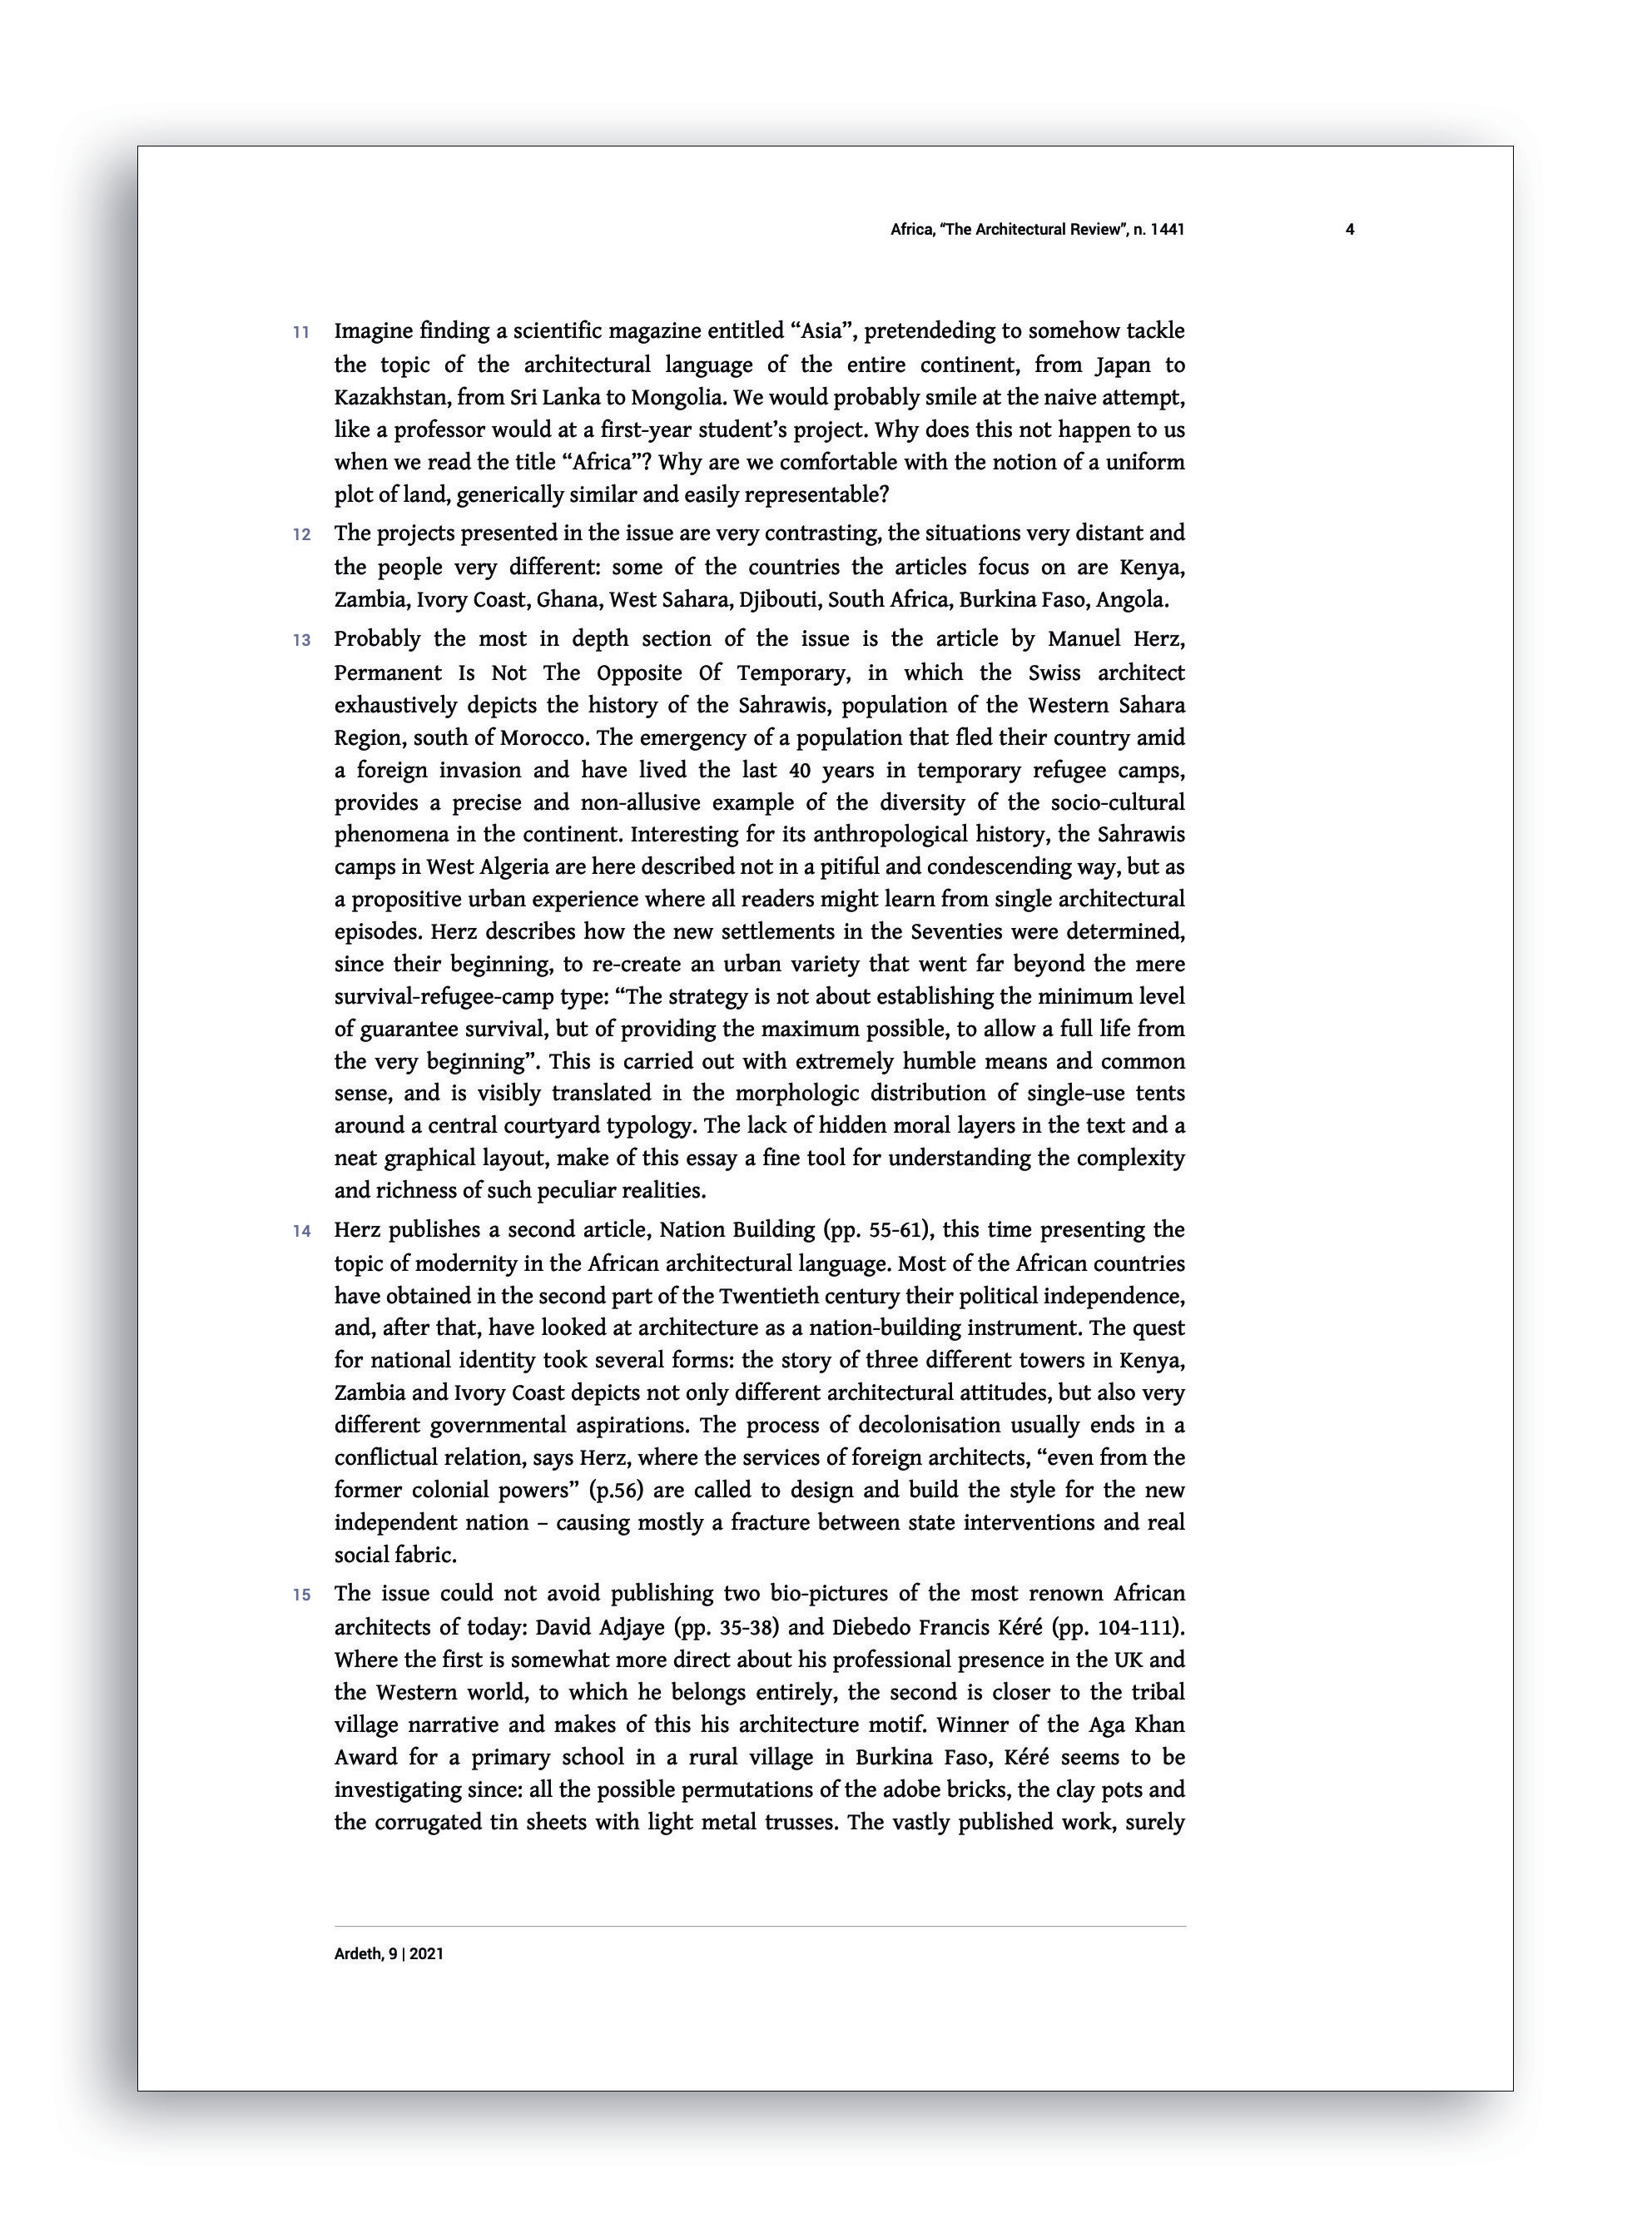 Africa, “The Architectural Review”, n. 1441 4
11 Imagine finding a scientific magazine entitled “Asia”, pretendeding to somehow tackle
the topic of the architectural language of the entire continent, from Japan to
Kazakhstan, from Sri Lanka to Mongolia. We would probably smile at the naive attempt,
like a professor would at a first-year student’s project. Why does this not happen to us
when we read the title “Africa”? Why are we comfortable with the notion of a uniform
plot of land, generically similar and easily representable?
12 The projects presented in the issue are very contrasting, the situations very distant and
the people very different: some of the countries the articles focus on are Kenya,
Zambia, Ivory Coast, Ghana, West Sahara, Djibouti, South Africa, Burkina Faso, Angola.
13 Probably the most in depth section of the issue is the article by Manuel Herz,
Permanent Is Not The Opposite Of Temporary, in which the Swiss architect
exhaustively depicts the history of the Sahrawis, population of the Western Sahara
Region, south of Morocco. The emergency of a population that fled their country amid
a foreign invasion and have lived the last 40 years in temporary refugee camps,
provides a precise and non-allusive example of the diversity of the socio-cultural
phenomena in the continent. Interesting for its anthropological history, the Sahrawis
camps in West Algeria are here described not in a pitiful and condescending way, but as
a propositive urban experience where all readers might learn from single architectural
episodes. Herz describes how the new settlements in the Seventies were determined,
since their beginning, to re-create an urban variety that went far beyond the mere
survival-refugee-camp type: “The strategy is not about establishing the minimum level
of guarantee survival, but of providing the maximum possible, to allow a full life from
the very beginning”. This is carried out with extremely humble means and common
sense, and is visibly translated in the morphologic distribution of single-use tents
around a central courtyard typology. The lack of hidden moral layers in the text and a
neat graphical layout, make of this essay a fine tool for understanding the complexity
and richness of such peculiar realities.
14 Herz publishes a second article, Nation Building (pp. 55-61), this time presenting the
topic of modernity in the African architectural language. Most of the African countries
have obtained in the second part of the Twentieth century their political independence,
and, after that, have looked at architecture as a nation-building instrument. The quest
for national identity took several forms: the story of three different towers in Kenya,
Zambia and Ivory Coast depicts not only different architectural attitudes, but also very
different governmental aspirations. The process of decolonisation usually ends in a
conflictual relation, says Herz, where the services of foreign architects, “even from the
former colonial powers” (p.56) are called to design and build the style for the new
independent nation – causing mostly a fracture between state interventions and real
social fabric.
15 The issue could not avoid publishing two bio-pictures of the most renown African
architects of today: David Adjaye (pp. 35-38) and Diebedo Francis Kéré (pp. 104-111).
Where the first is somewhat more direct about his professional presence in the UK and
the Western world, to which he belongs entirely, the second is closer to the tribal
village narrative and makes of this his architecture motif. Winner of the Aga Khan
Award for a primary school in a rural village in Burkina Faso, Kéré seems to be
investigating since: all the possible permutations of the adobe bricks, the clay pots and
the corrugated tin sheets with light metal trusses. The vastly published work, surely
Ardeth, 9 | 2021